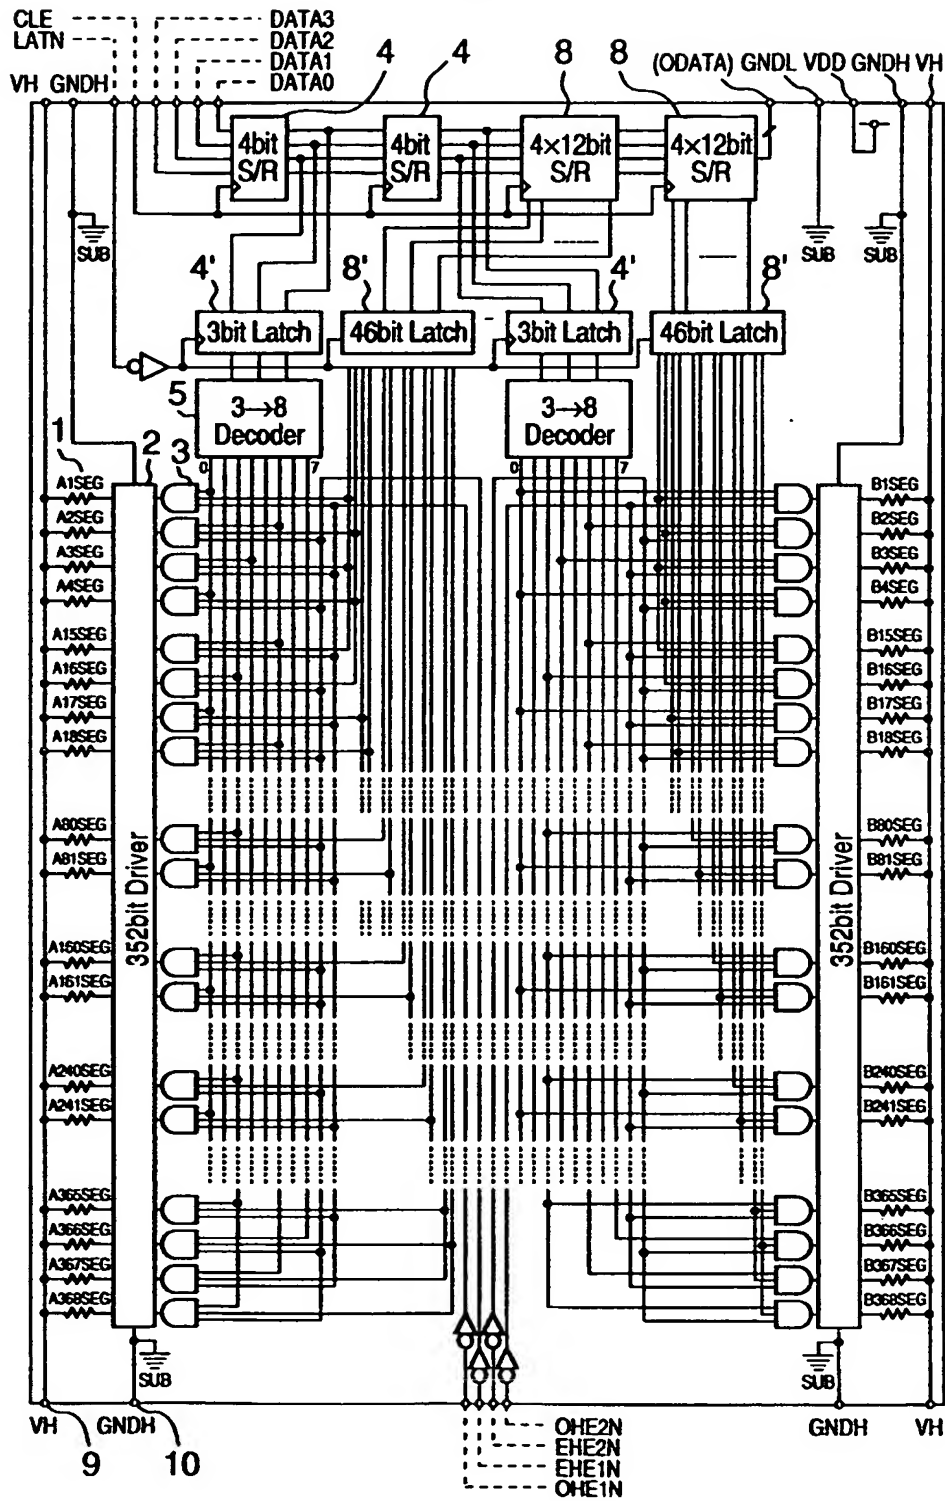 CLE
LATN
DATA3
DATA2
DATA1
DATA0
4
4
8
8
VH GNDH
(ODATA) GNDL VDD GNDH VH
4bit S/R
4bit S/R
4×12bit S/R
4×12bit S/R
SUB
SUB
SUB
4'
8'
4'
8'
3bit Latch
46bit Latch
3bit Latch
46bit Latch
5
3→8 Decoder
3→8 Decoder
0
7
0
7
1
2
3
A1SEG
A2SEG
A3SEG
A4SEG
A15SEG
A16SEG
A17SEG
A18SEG
A80SEG
A81SEG
A160SEG
A161SEG
A240SEG
A241SEG
A365SEG
A366SEG
A367SEG
A368SEG
352bit Driver
352bit Driver
B1SEG
B2SEG
B3SEG
B4SEG
B15SEG
B16SEG
B17SEG
B18SEG
B80SEG
B81SEG
B160SEG
B161SEG
B240SEG
B241SEG
B365SEG
B366SEG
B367SEG
B368SEG
SUB
SUB
VH
GNDH
GNDH
VH
9
10
OHE2N
EHE2N
EHE1N
OHE1N